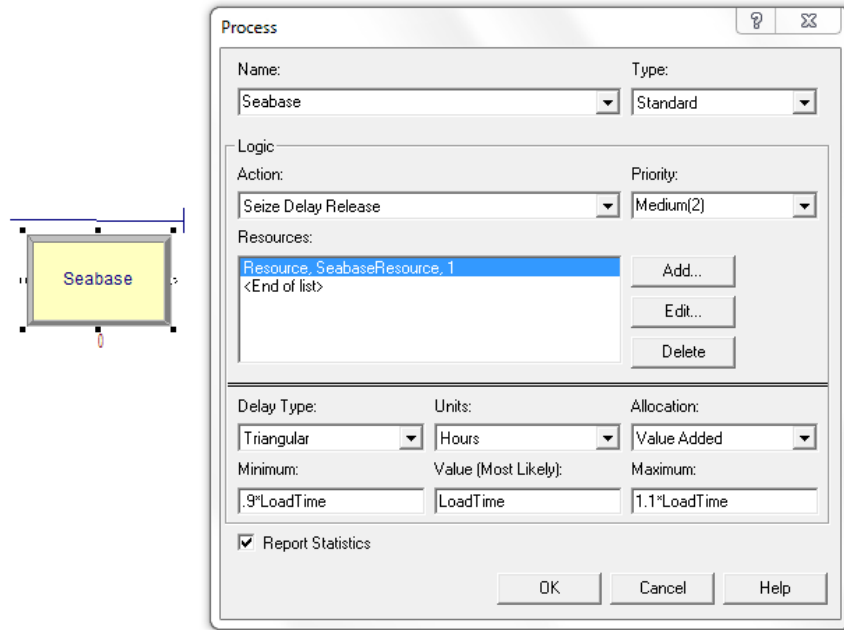 Process
Name:
Type:
Seabase
Standard
Logic
Action:
Priority:
Seize Delay Release
Medium(2)
Resources:
Resource, SeabaseResource, 1
<End of list>
Add...
Edit...
Delete
Seabase
0
Delay Type:
Units:
Allocation:
Triangular
Hours
Value Added
Minimum:
Value (Most Likely):
Maximum:
.9*LoadTime
LoadTime
1.1*LoadTime
Report Statistics
OK
Cancel
Help